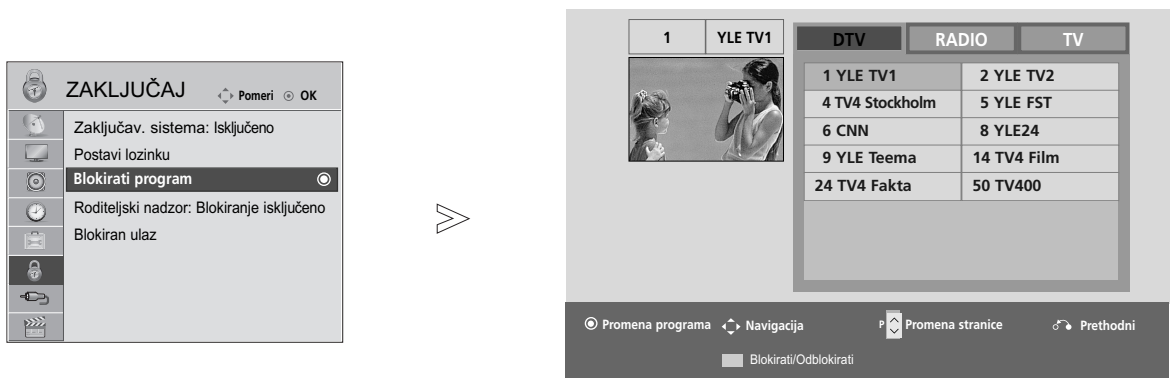 ZAKLJUČAJ Pomeri OK
Zaključav. sistema: Isključeno
Postavi lozinku
Blokirati program
Roditeljski nadzor: Blokiranje isključeno
Blokiran ulaz
1 YLE TV1
DTV RADIO TV
1 YLE TV1 2 YLE TV2
4 TV4 Stockholm 5 YLE FST
6 CNN 8 YLE24
9 YLE Teema 14 TV4 Film
24 TV4 Fakta 50 TV400
Promena programa Navigacija P Promena stranice Prethodni
Blokirati/Odblokirati